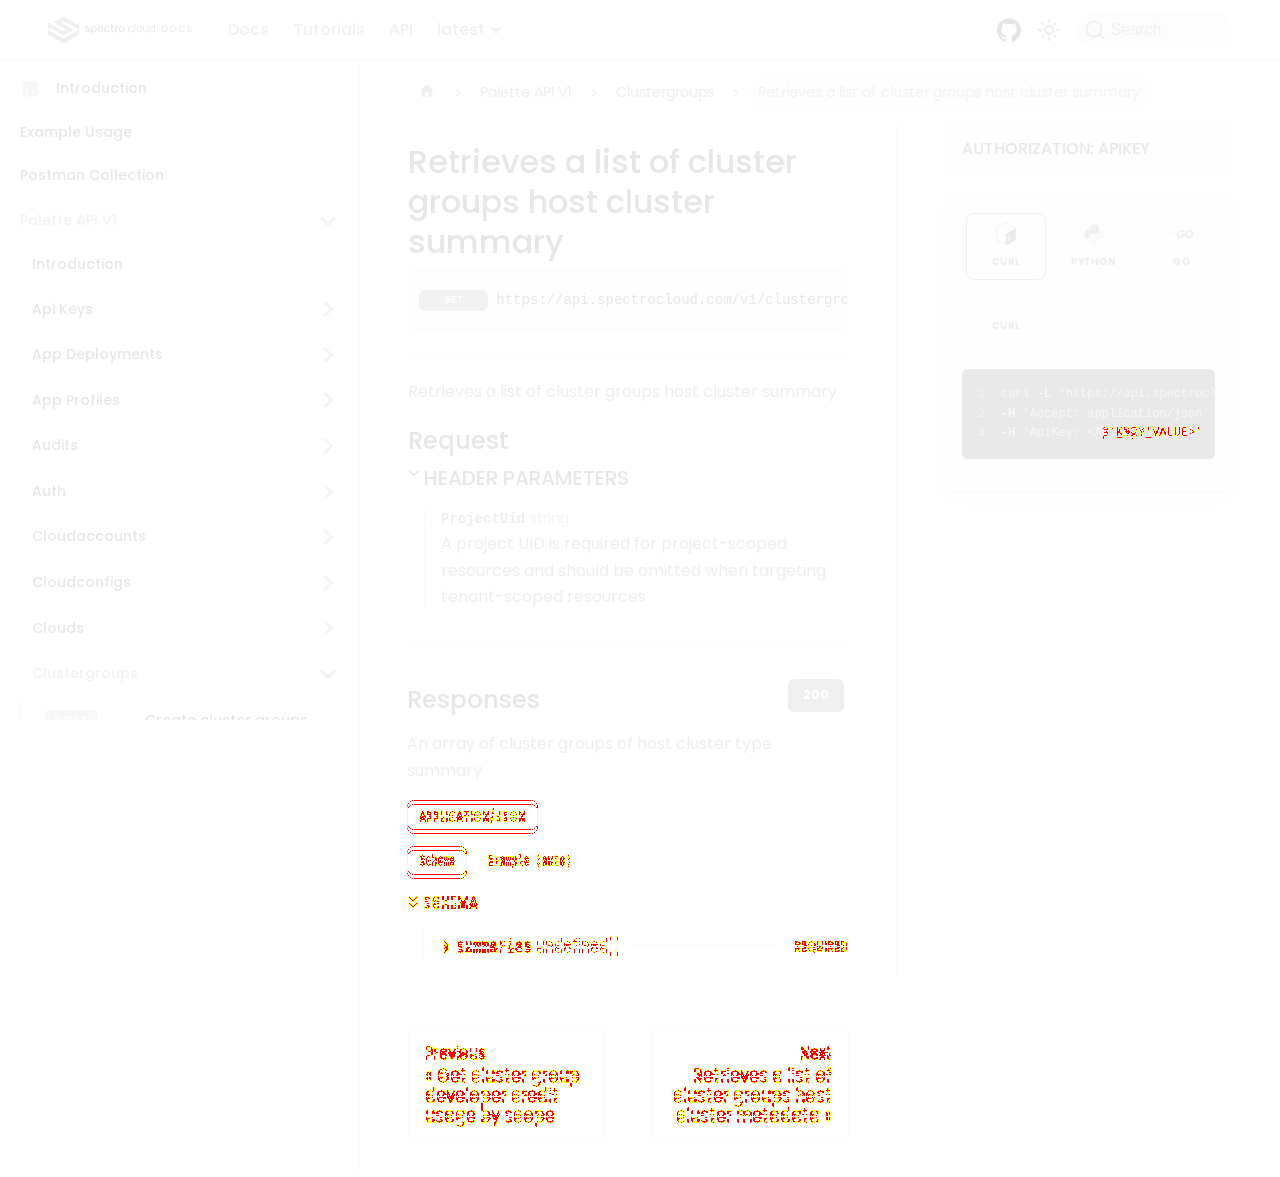 spectro cloud DOCS Docs Tutorials API latest Search
Introduction
Example Usage
Postman Collection
Palette API V1
Introduction
Api Keys
App Deployments
App Profiles
Audits
Auth
Cloudaccounts
Cloudconfigs
Clouds
Clustergroups
Create cluster groups
Palette API V1 Clustergroups Retrieves a list of cluster groups host cluster summary
Retrieves a list of cluster
groups host cluster
summary
GET https://api.spectrocloud.com/v1/clustergro
Retrieves a list of cluster groups host cluster summary
Request
HEADER PARAMETERS
ProjectUid string
A project UID is required for project-scoped
resources and should be omitted when targeting
tenant-scoped resources
Responses
200
An array of cluster groups of host cluster type
summary
APPLICATION/JSON
Schema Example (auto)
SCHEMA
summaries undefined[]
REQUIRED
Previous
« Get cluster group
developer credit
usage by scope
Next
Retrieves a list of
cluster groups host
cluster metadata »
AUTHORIZATION: APIKEY
CURL PYTHON GO
GO
CURL
1 curl -L 'https://api.spectrocl
2 -H 'Accept: application/json'
3 -H 'ApiKey: VALUE>'